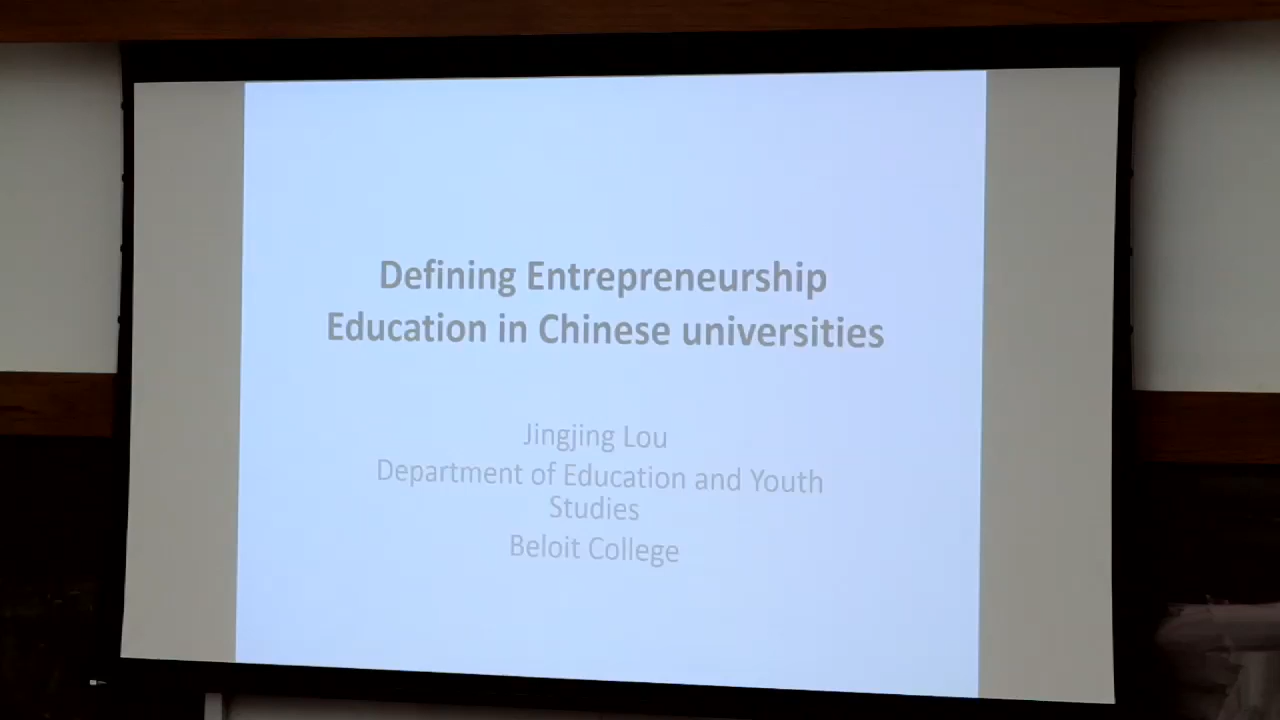 Defining Entrepreneurship
Education in Chinese universities
Jingjing Lou
Department of Education and Youth
Studies
Beloit College